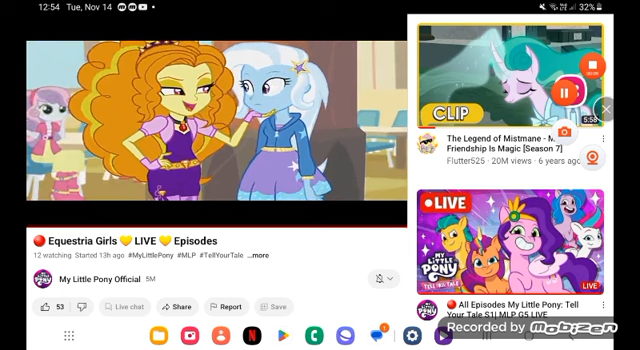 12:54 Tue, Nov 14
32%
CLIP
5:58
The Legend of Mistmane - M
Friendship Is Magic [Season 7]
Flutter525 · 20M views · 6 years ago
🔴 Equestria Girls 💛 LIVE 💛 Episodes
12 watching Started 13h ago #MyLittlePony #MLP #TellYourTale ...more
My Little Pony Official 5M
53 Live chat Share Report Save
LIVE
MY LITTLE PONY
TELL YOUR TALE
LIVE
🔴 All Episodes My Little Pony: Tell
Your Tale S1| MLP G5 LIVE
Recorded by Mobizen